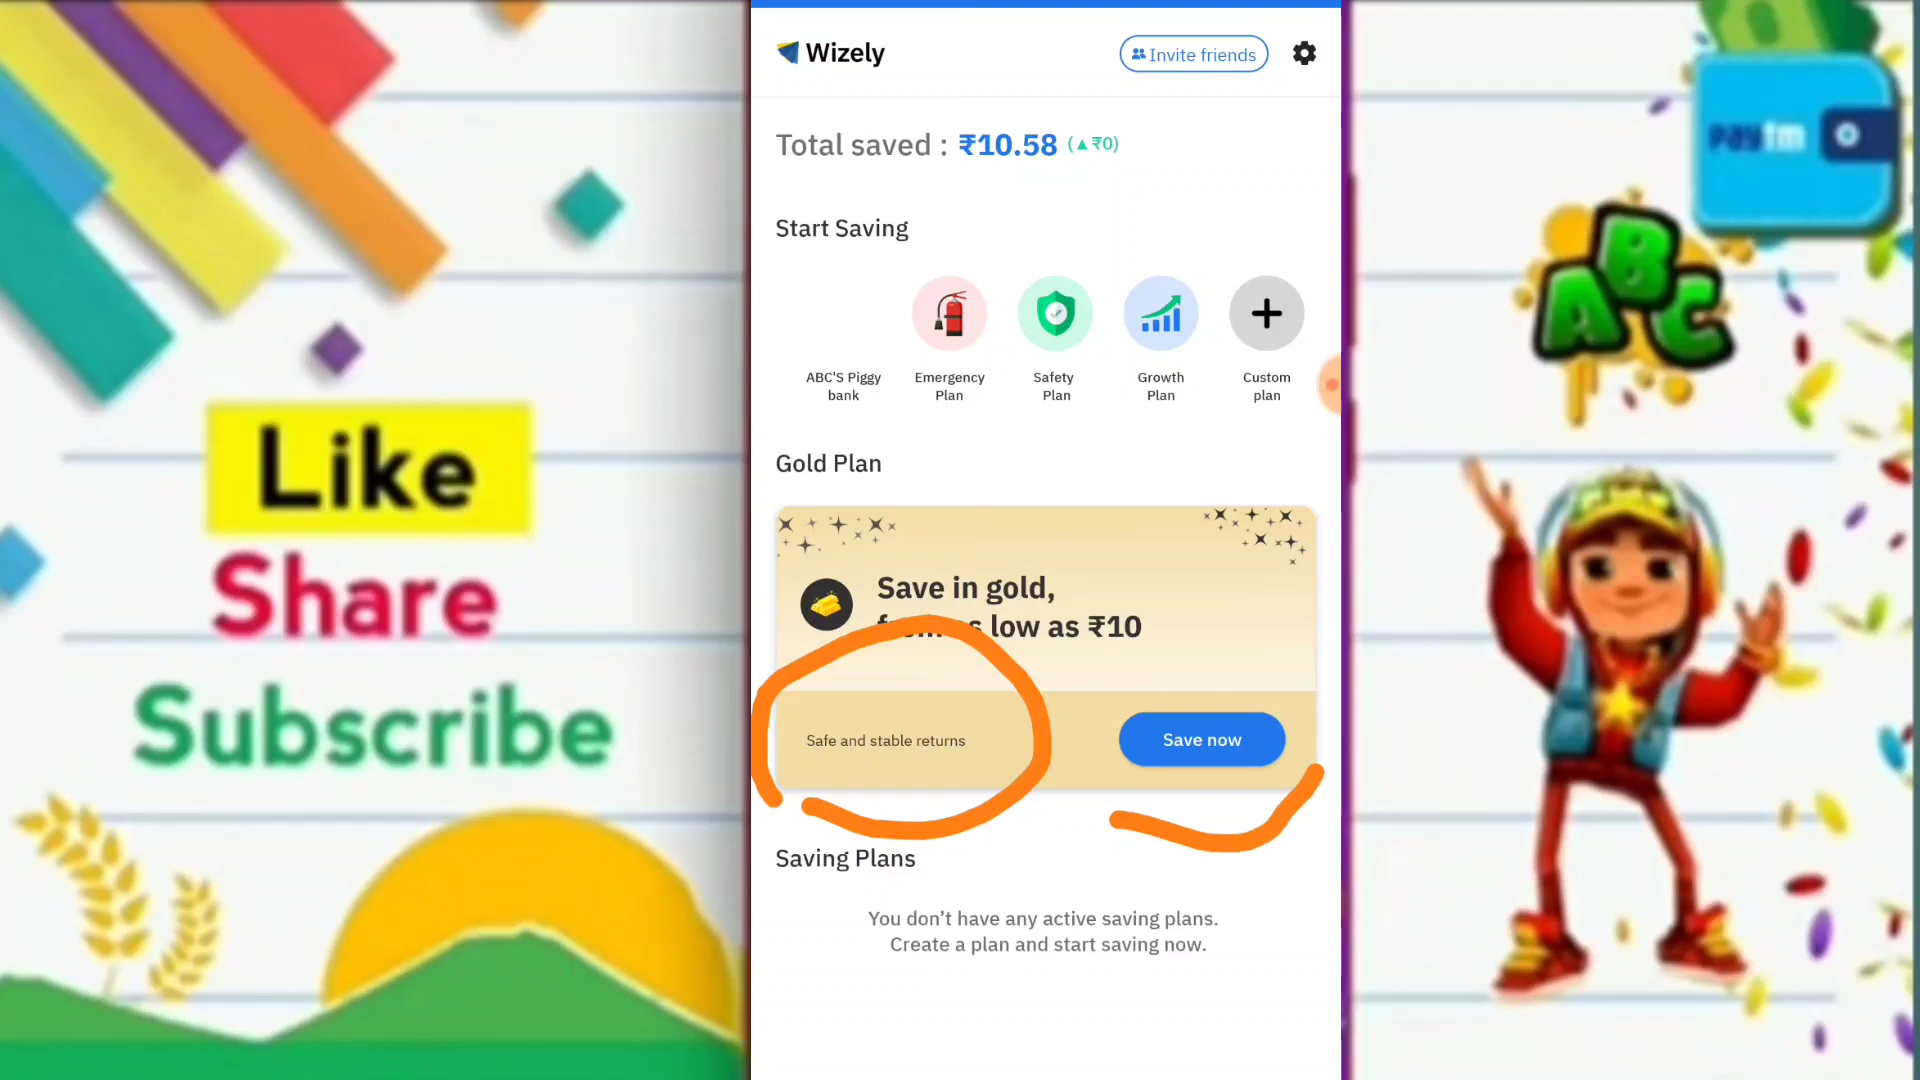 Like
Share
Subscribe
Wizely
Invite friends
Total saved : ₹10.58 (▲₹0)
Start Saving
ABC'S Piggy bank
Emergency Plan
Safety Plan
Growth Plan
Custom plan
Gold Plan
Save in gold,
as low as ₹10
Safe and stable returns
Save now
Saving Plans
You don't have any active saving plans.
Create a plan and start saving now.
paytm
ABC